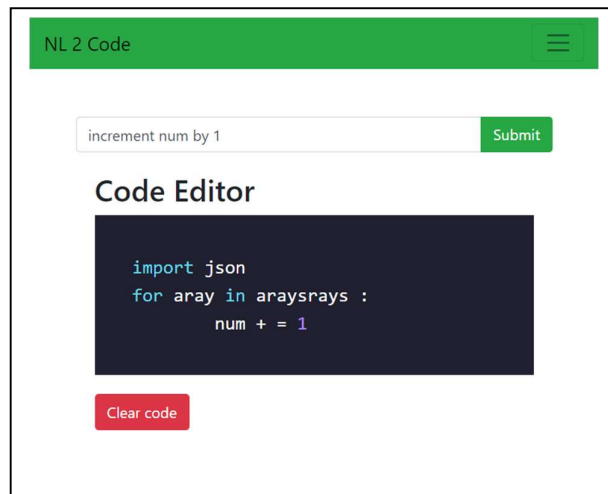 NL 2 Code
increment num by 1 Submit
Code Editor
import json
for aray in araysrays :
num + = 1
Clear code